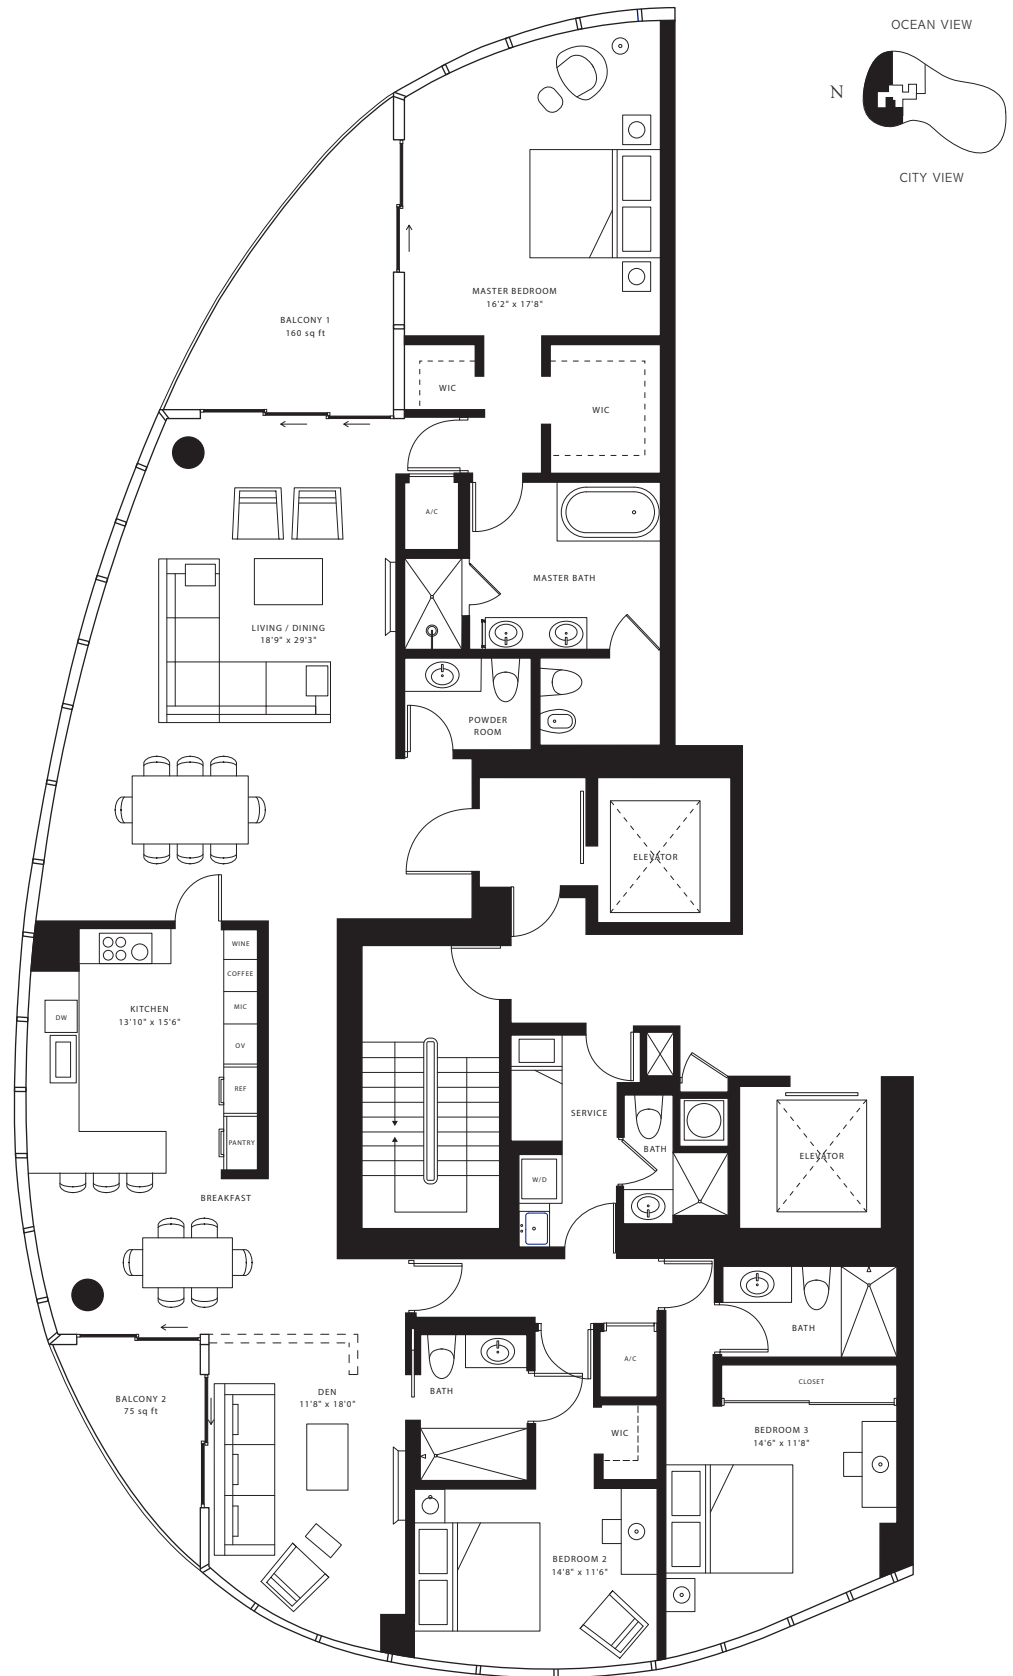 OCEAN VIEW
N
CITY VIEW
MASTER BEDROOM
16'2" x 17'8"
BALCONY 1
160 sq ft
WIC
WIC
A/C
MASTER BATH
LIVING / DINING
18'9" x 29'3"
POWDER
ROOM
ELEVATOR
WINE
COFFEE
MIC
OV
REF
PANTRY
KITCHEN
13'10" x 15'6"
DW
SERVICE
BATH
W/D
ELEVATOR
BREAKFAST
BATH
A/C
CLOSET
DEN
11'8" x 18'0"
BATH
BALCONY 2
75 sq ft
WIC
BEDROOM 3
14'6" x 11'8"
BEDROOM 2
14'8" x 11'6"